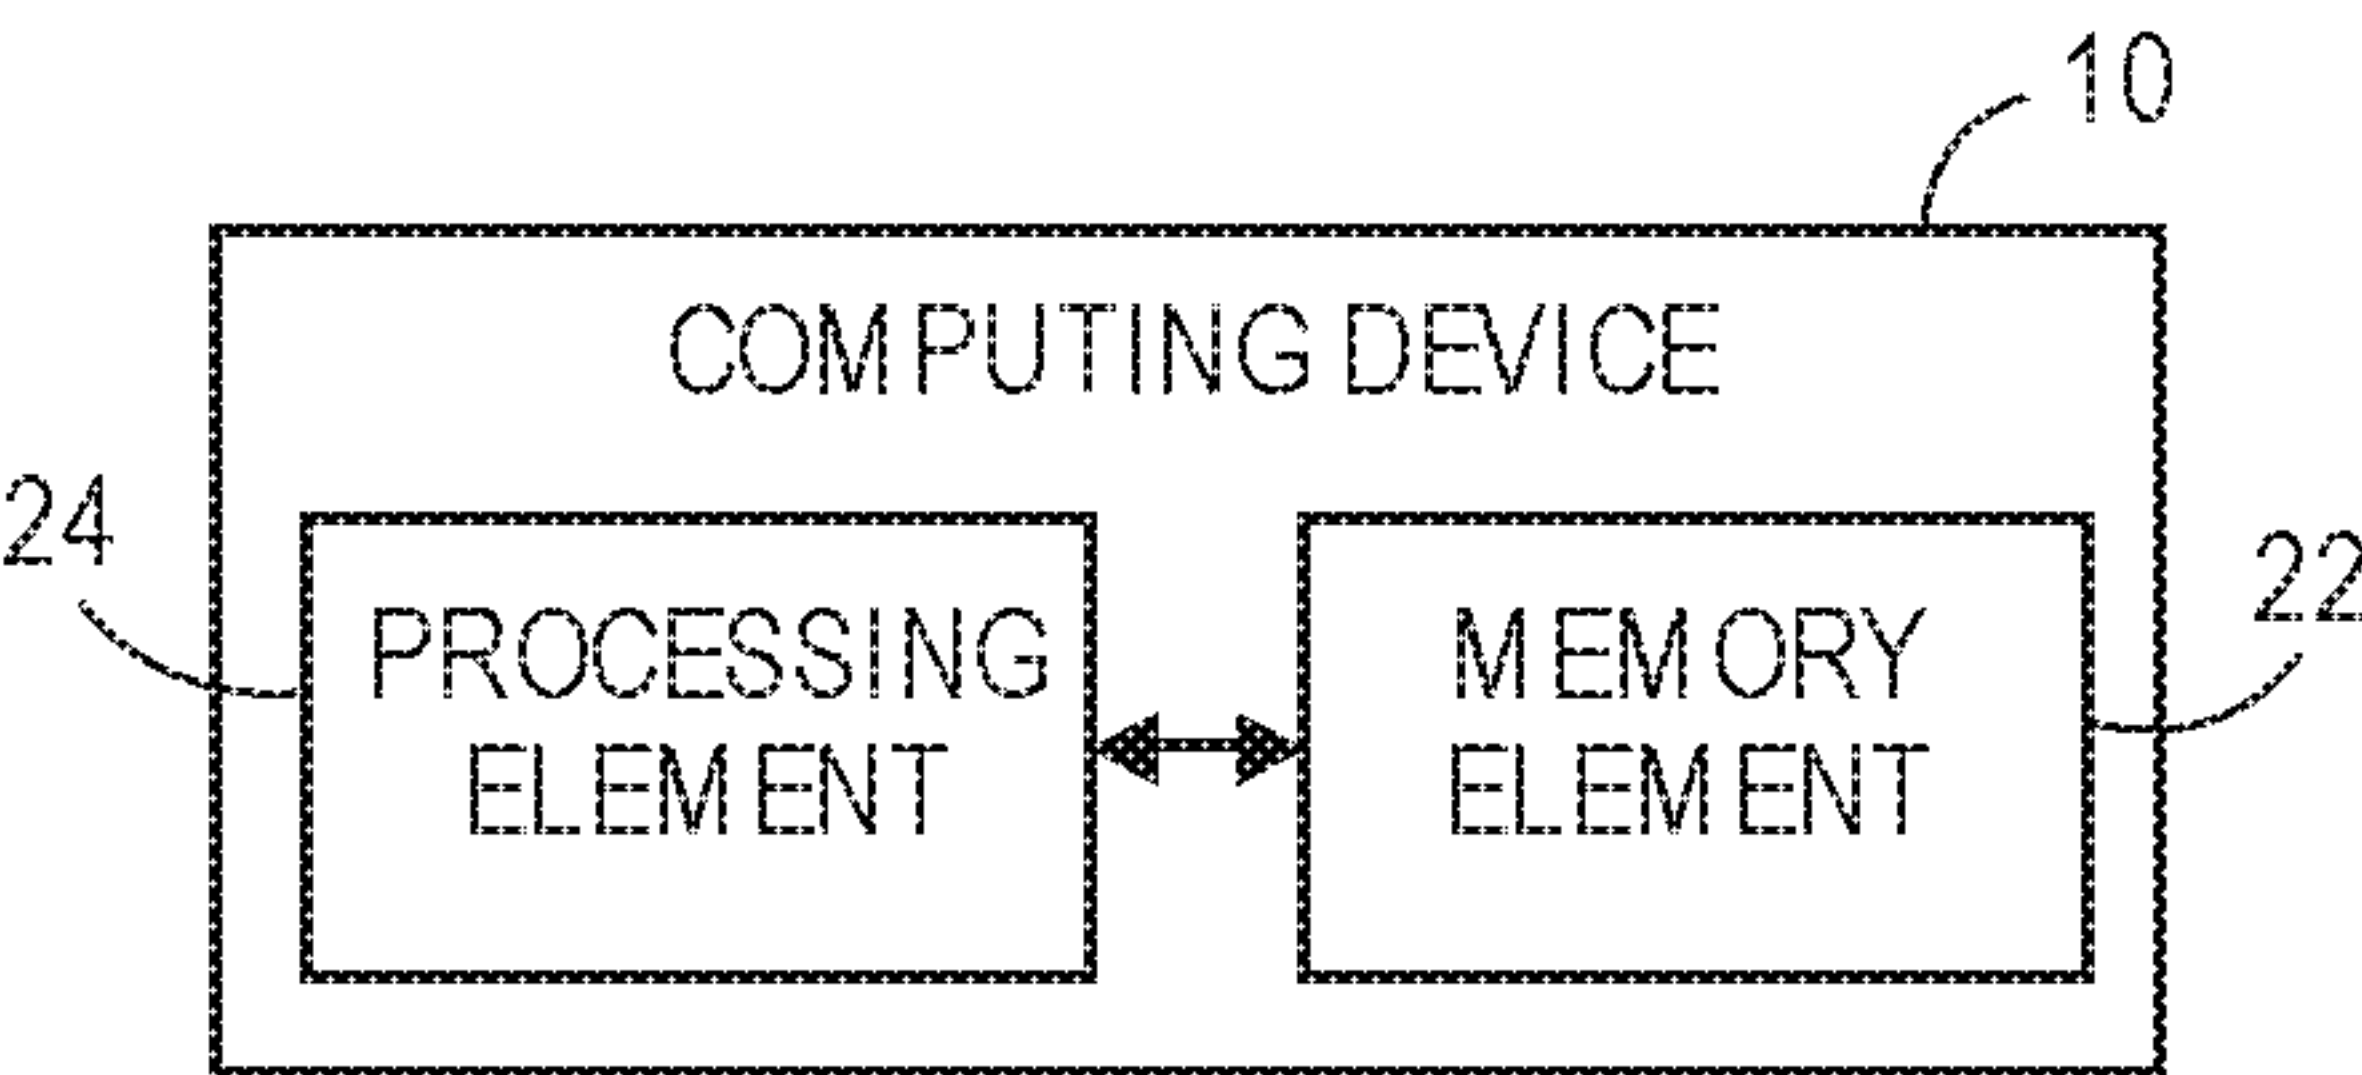 10
COMPUTING DEVICE
24
PROCESSING
ELEMENT
MEMORY
ELEMENT
22